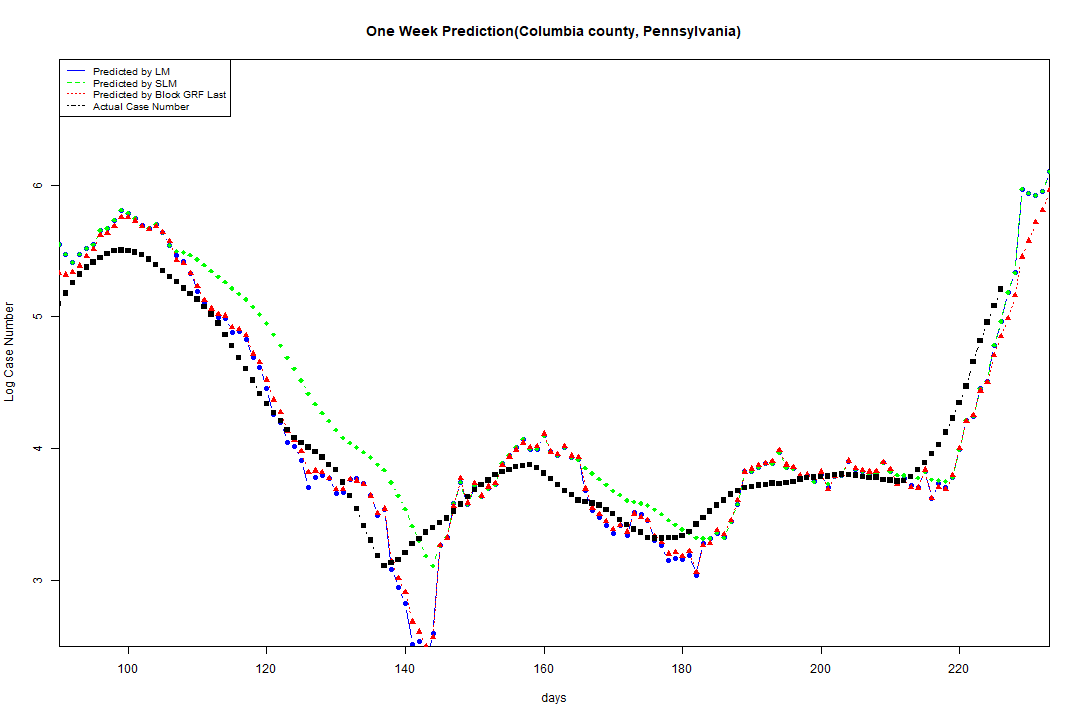 One Week Prediction(Columbia county, Pennsylvania)
Predicted by LM
Predicted by SLM
Predicted by Block GRF Last
Actual Case Number
6
5
4
3
Log Case Number
100 120 140 160 180 200 220
days